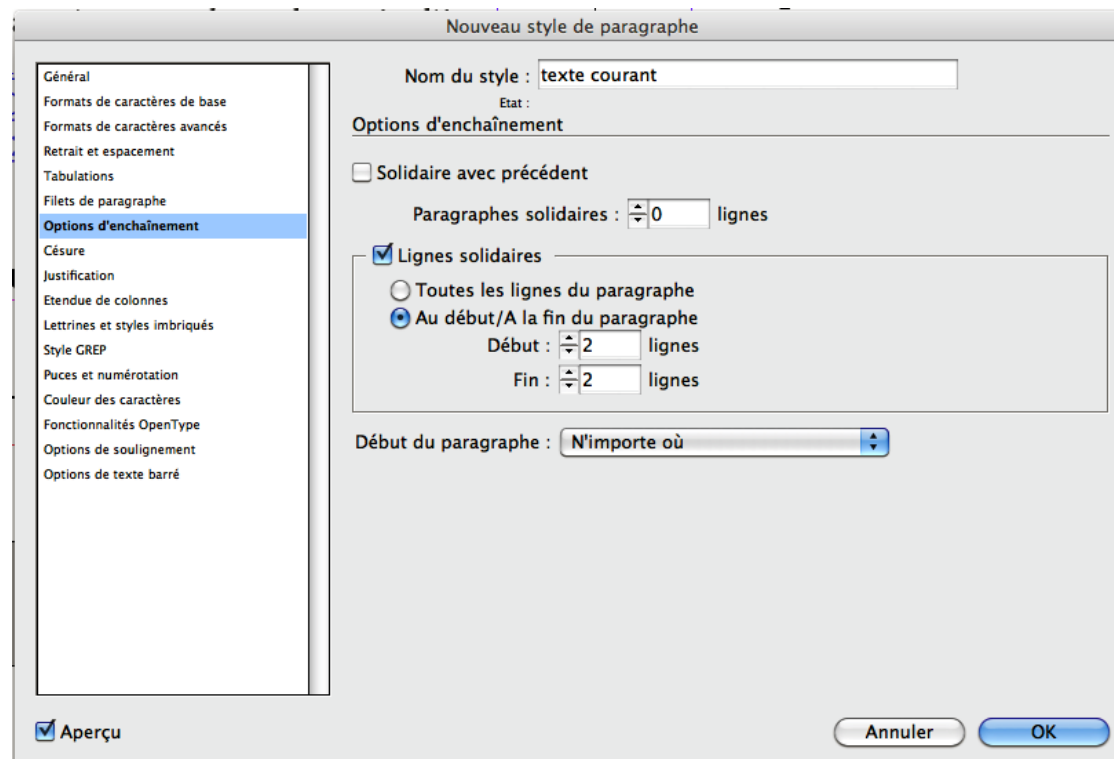 Nouveau style de paragraphe
Général
Formats de caractères de base
Formats de caractères avancés
Retrait et espacement
Tabulations
Filets de paragraphe
Options d'enchaînement
Césure
Justification
Etendue de colonnes
Lettrines et styles imbriqués
Style GREP
Puces et numérotation
Couleur des caractères
Fonctionnalités OpenType
Options de soulignement
Options de texte barré
Nom du style : texte courant
Etat :
Options d'enchaînement
Solidaire avec précédent
Paragraphes solidaires : 0 lignes
Lignes solidaires
Toutes les lignes du paragraphe
Au début/A la fin du paragraphe
Début : 2 lignes
Fin : 2 lignes
Début du paragraphe : N'importe où
Aperçu
Annuler OK